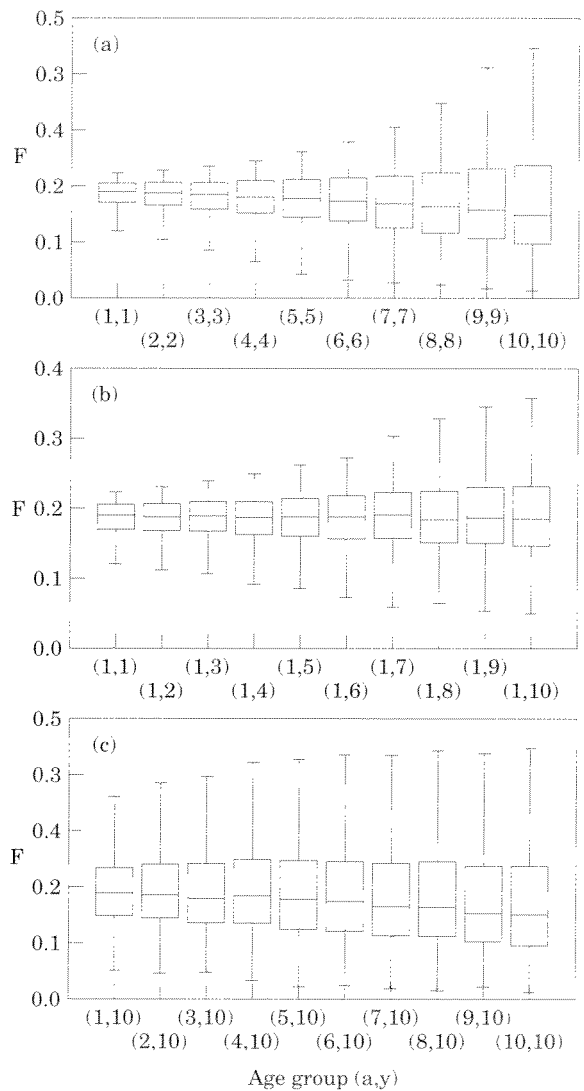 0.5
(a)
0.3
0.4
F
0.2
0.1
0.0
(1,1) (3,3) (5,5) (7,7) (9,9)
(2,2) (4,4) (6,6) (8,8) (10,10)
0.4
(b)
0.3
F 0.2
0.1
0.0
(1,1) (1,3) (1,5) (1,7) (1,9)
(1,2) (1,4) (1,6) (1,8) (1,10)
0.5
(c)
0.3
0.4
F
0.2
0.1
0.0
(1,10) (3,10) (5,10) (7,10) (9,10)
(2,10) (4,10) (6,10) (8,10) (10,10)
Age group (a,y)